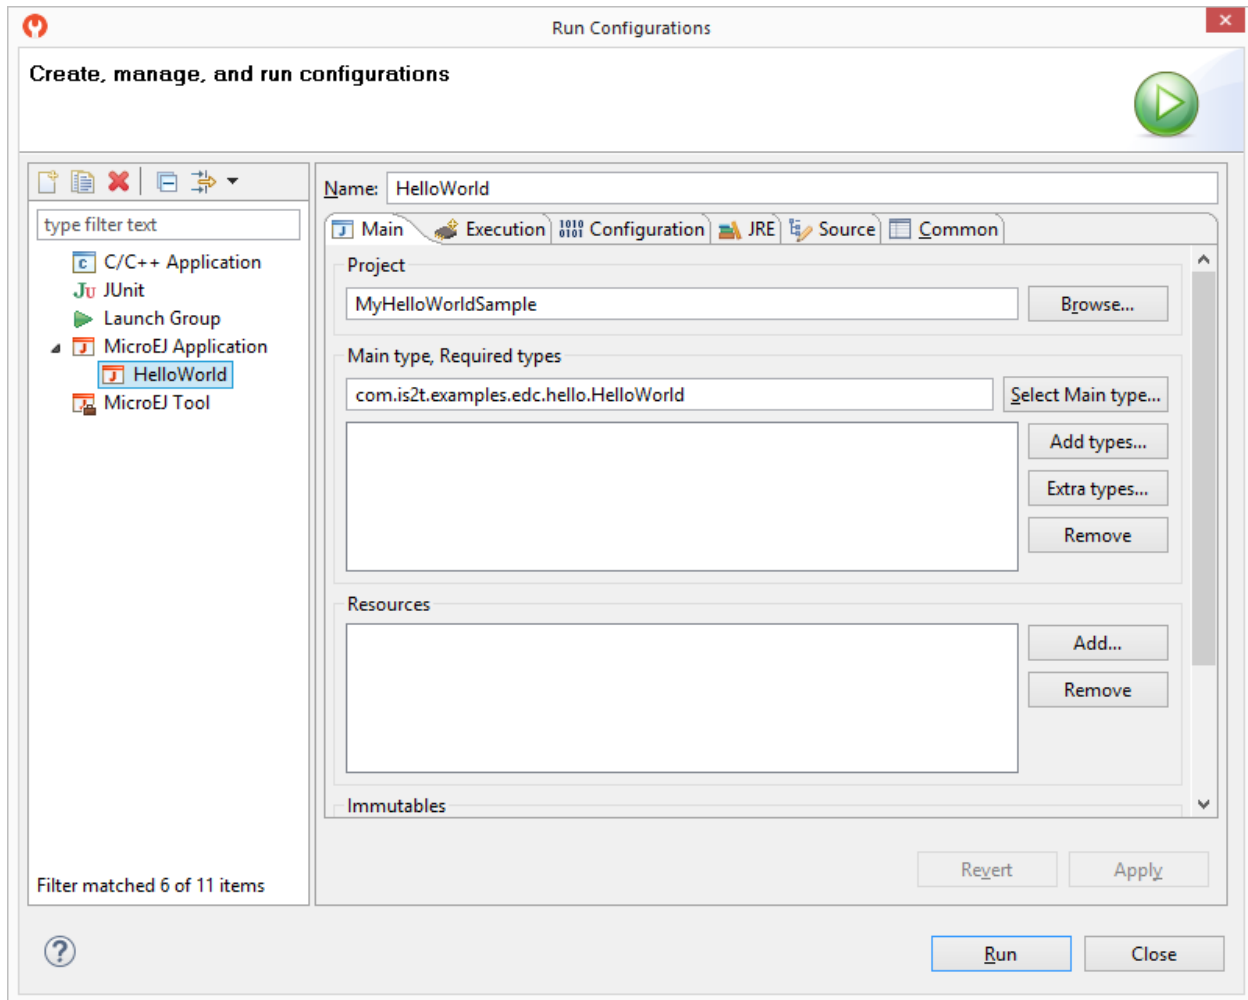 Run Configurations
Create, manage, and run configurations
type filter text
C/C++ Application
JUnit
Launch Group
MicroEJ Application
HelloWorld
MicroEJ Tool
Filter matched 6 of 11 items
Name: HelloWorld
Main Execution Configuration JRE Source Common
Project
MyHelloWorldSample Browse...
Main type, Required types
com.is2t.examples.edc.hello.HelloWorld Select Main type...
Add types...
Extra types...
Remove
Resources
Add...
Remove
Immutables
Revert Apply
Run Close